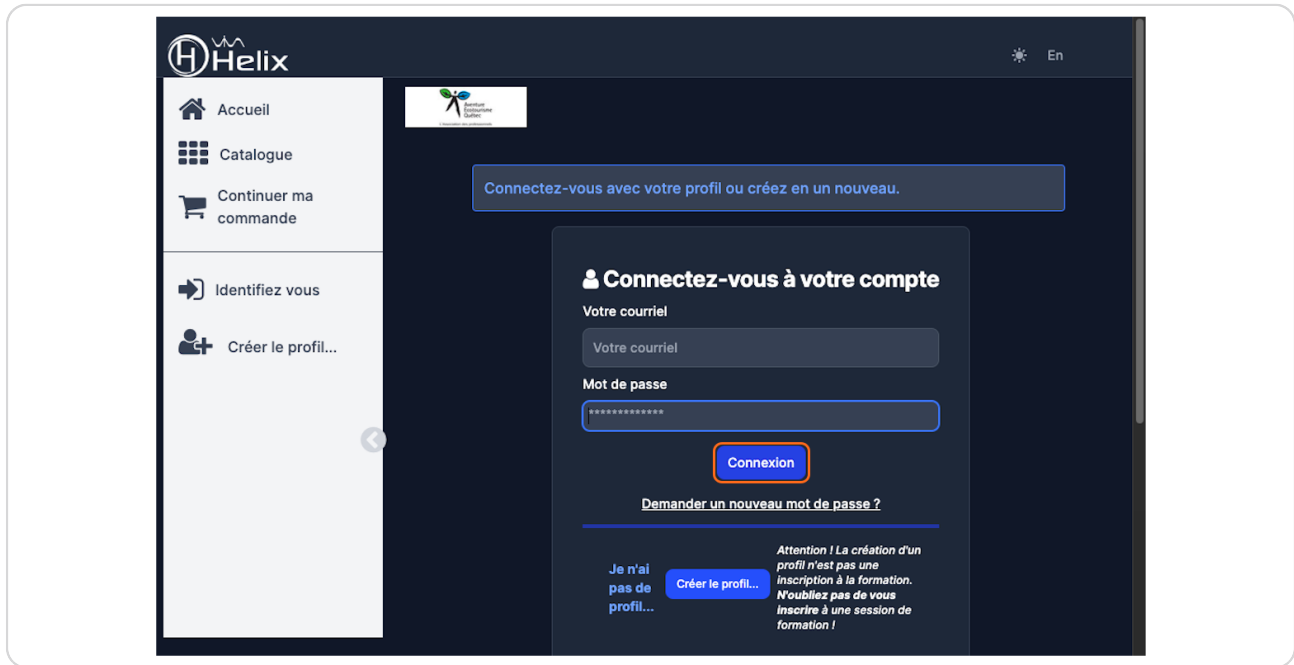 Helix
En
Accueil
Catalogue
Continuer ma
commande
Identifiez vous
Créer le profil...
Aventure
Écotourisme
Québec
Connectez-vous avec votre profil ou créez en un nouveau.
Connectez-vous à votre compte
Votre courriel
Votre courriel
Mot de passe
*************
Connexion
Demander un nouveau mot de passe ?
Je n'ai
pas de
profil...
Créer le profil...
Attention ! La création d'un
profil n'est pas une
inscription à la formation.
N'oubliez pas de vous
inscrire à une session de
formation !